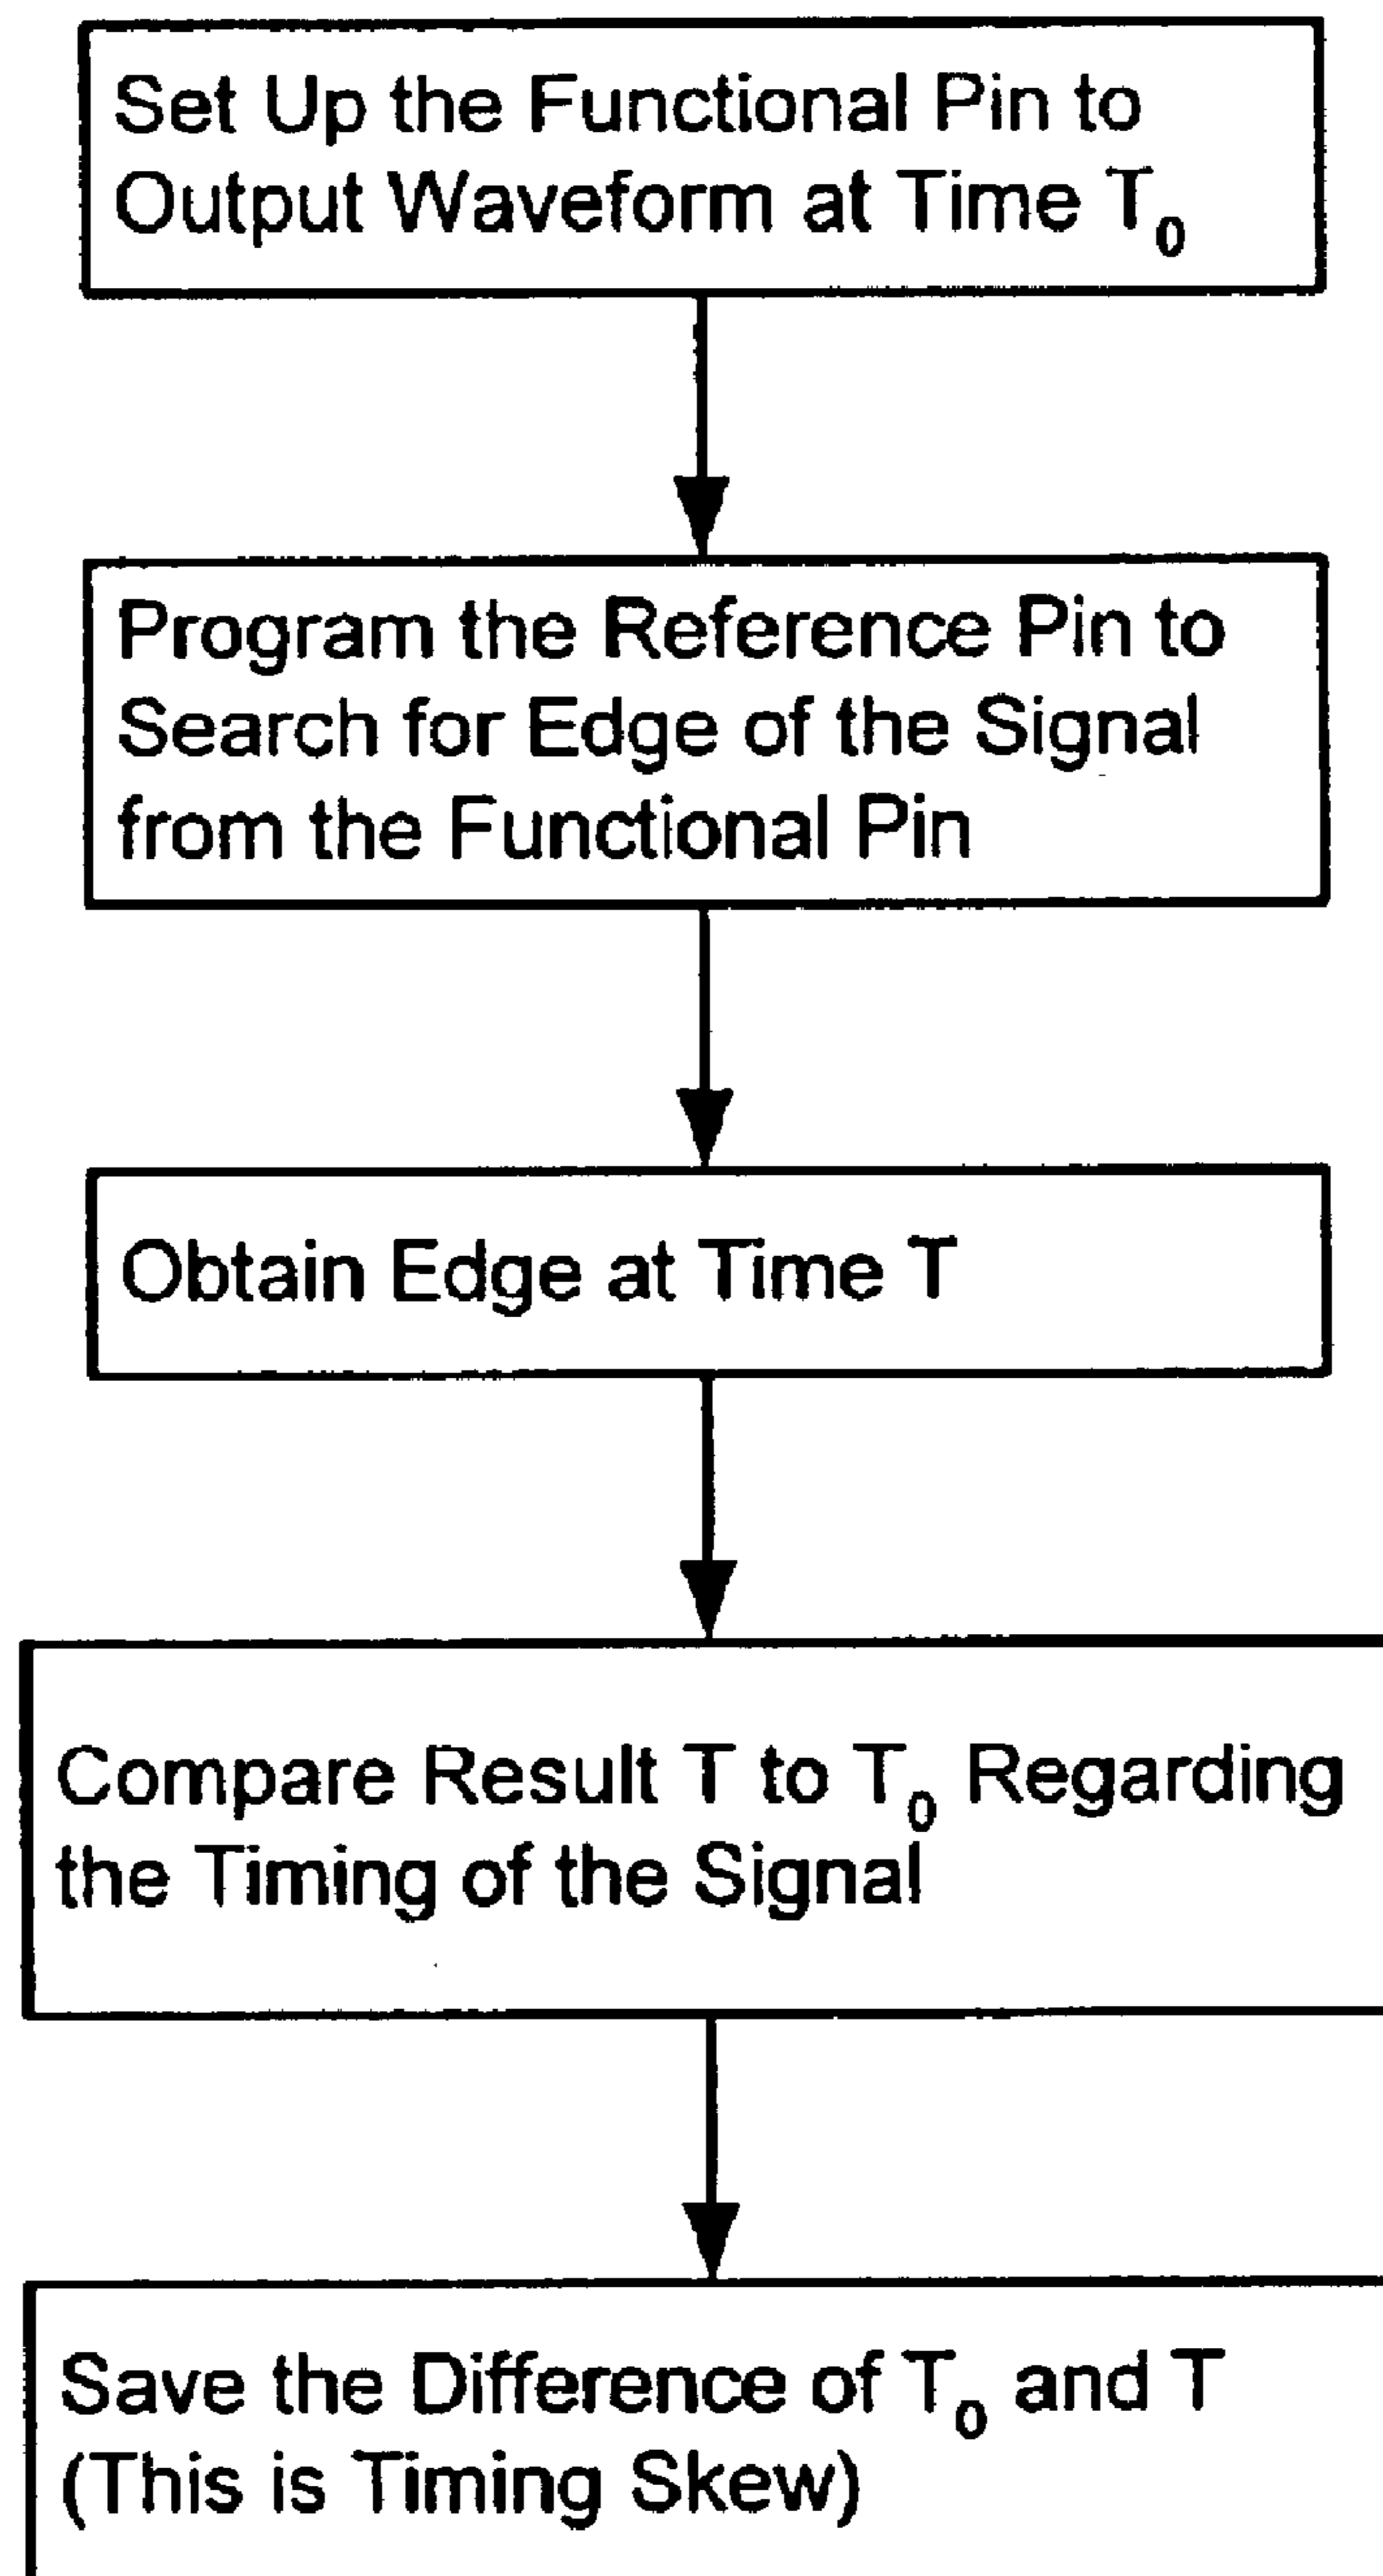 Set Up the Functional Pin to
Output Waveform at Time T₀
Program the Reference Pin to
Search for Edge of the Signal
from the Functional Pin
Obtain Edge at Time T
Compare Result T to T₀ Regarding
the Timing of the Signal
Save the Difference of T₀ and T
(This is Timing Skew)